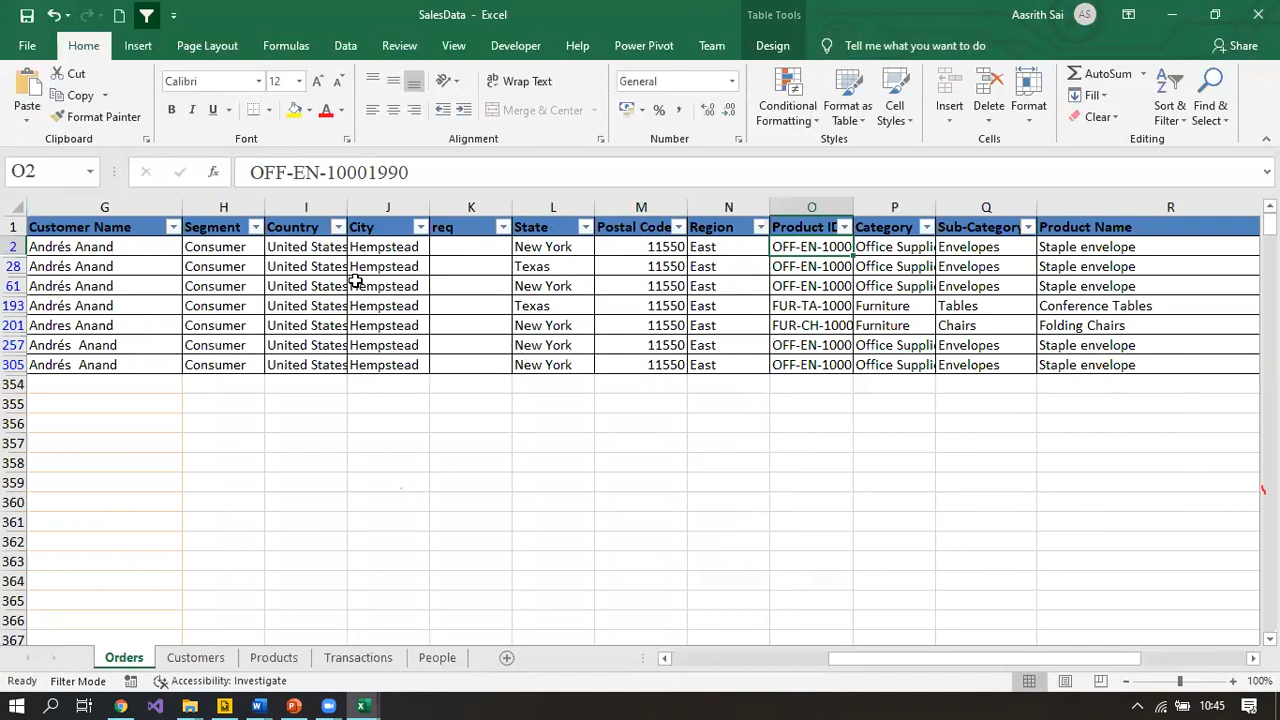 SalesData - Excel
Table Tools
Aasrith Sai
AS
File Home Insert Page Layout Formulas Data Review View Developer Help Power Pivot Team Design Tell me what you want to do Share
Paste
Cut
Copy
Format Painter
Clipboard
Calibri 12
B I U A
Font
Wrap Text
Merge & Center
Alignment
General
%
Number
Conditional Formatting
Format as Table
Cell Styles
Styles
Insert
Delete
Format
Cells
AutoSum
Fill
Clear
Sort & Filter
Find & Select
Editing
O2 fx OFF-EN-10001990
G H I J K L M N O P Q R
1 Customer Name Segment Country City req State Postal Code Region Product ID Category Sub-Category Product Name
2 Andrés Anand Consumer United States Hempstead New York 11550 East OFF-EN-1000 Office Suppli Envelopes Staple envelope
28 Andrés Anand Consumer United States Hempstead Texas 11550 East OFF-EN-1000 Office Suppli Envelopes Staple envelope
61 Andrés Anand Consumer United States Hempstead New York 11550 East OFF-EN-1000 Office Suppli Envelopes Staple envelope
193 Andrés Anand Consumer United States Hempstead Texas 11550 East FUR-TA-1000 Furniture Tables Conference Tables
201 Andres Anand Consumer United States Hempstead New York 11550 East FUR-CH-1000 Furniture Chairs Folding Chairs
257 Andrés  Anand Consumer United States Hempstead New York 11550 East OFF-EN-1000 Office Suppli Envelopes Staple envelope
305 Andrés  Anand Consumer United States Hempstead New York 11550 East OFF-EN-1000 Office Suppli Envelopes Staple envelope
354
355
356
357
358
359
360
361
362
363
364
365
366
367
Orders Customers Products Transactions People
Ready Filter Mode Accessibility: Investigate 100%
10:45